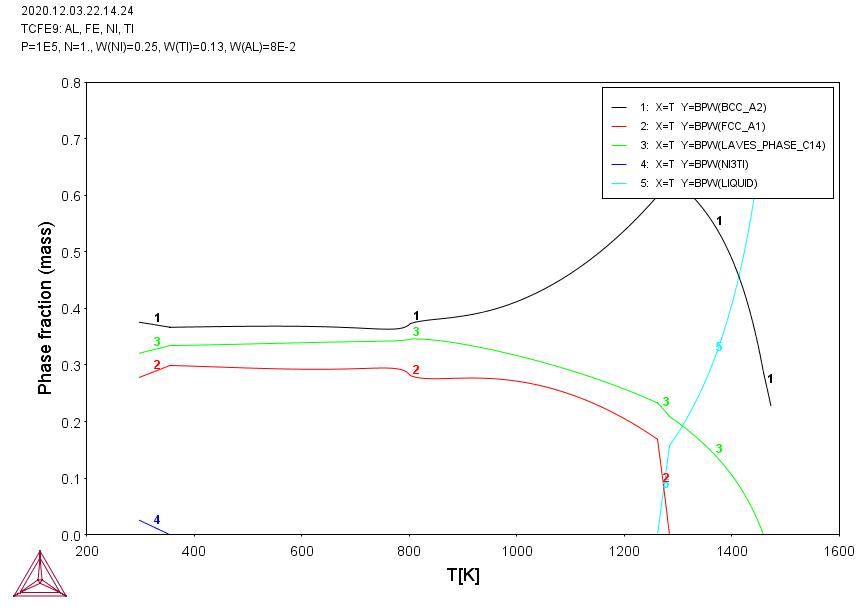 2020.12.03.22.14.24
TCFE9: AL, FE, NI, TI
P=1E5, N=1., W(NI)=0.25, W(TI)=0.13, W(AL)=8E-2
0.8
0.7
0.6
0.5
0.4
0.3
0.2
0.1
0.0
Phase fraction (mass)
1: X=T Y=BPW(BCC_A2)
2: X=T Y=BPW(FCC_A1)
3: X=T Y=BPW(LAVES_PHASE_C14)
4: X=T Y=BPW(NI3TI)
5: X=T Y=BPW(LIQUID)
1
3
2
4
1
3
2
3
2
5
1
5
3
1
200 400 600 800 1000 1200 1400 1600
T[K]